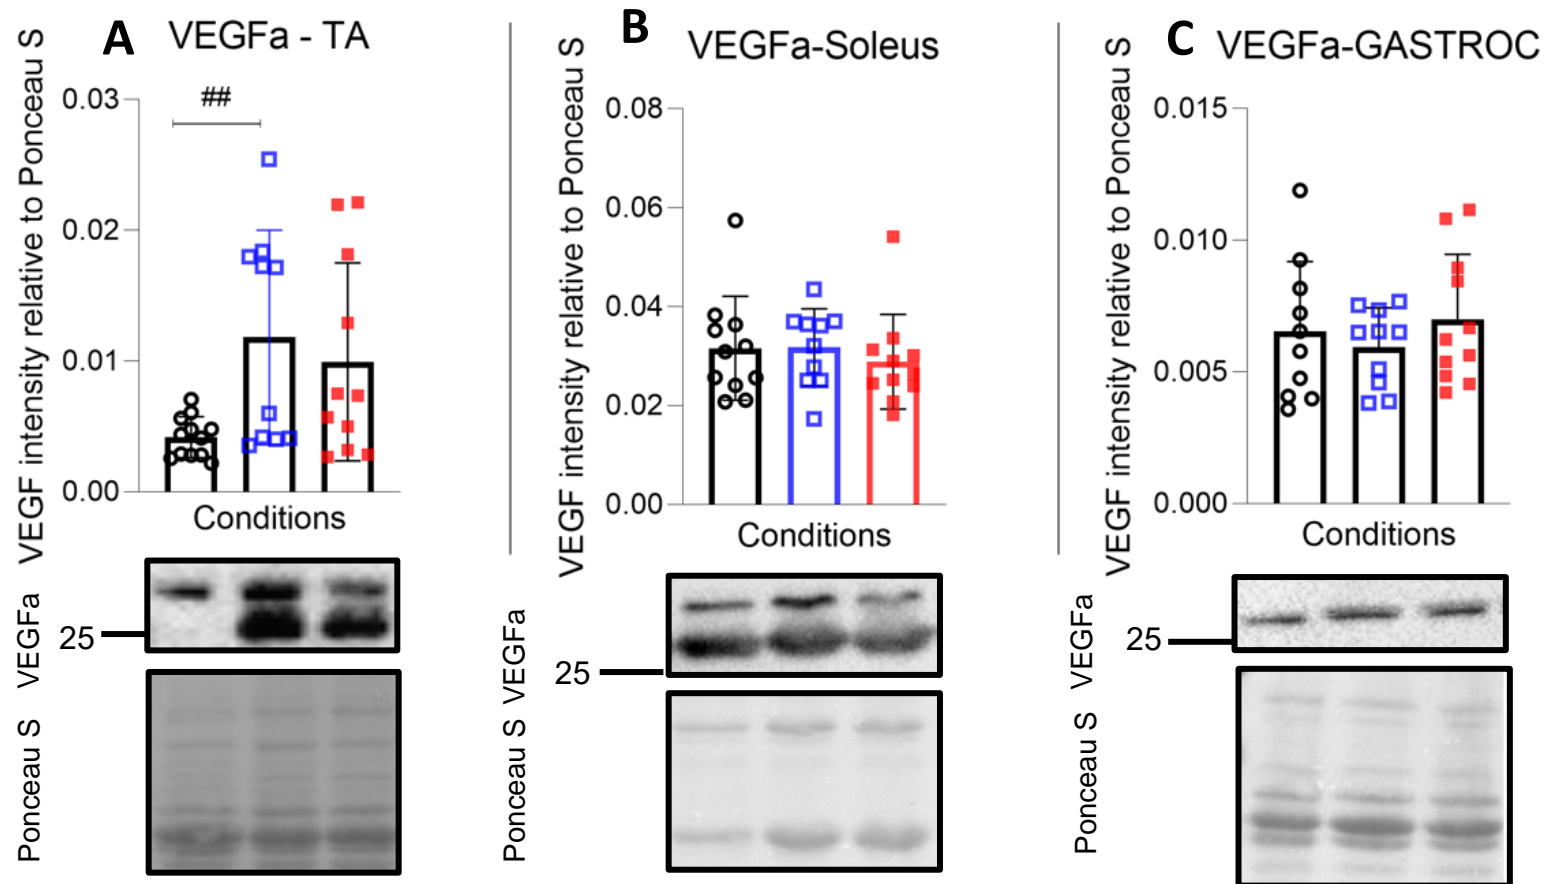 A
VEGFa - TA
VEGF intensity relative to Ponceau S
0.03
0.02
0.01
0.00
##
Conditions
VEGFa
25
Ponceau S
B
VEGFa-Soleus
VEGF intensity relative to Ponceau S
0.08
0.06
0.04
0.02
0.00
Conditions
VEGFa
25
Ponceau S
C
VEGFa-GASTROC
VEGF intensity relative to Ponceau S
0.015
0.010
0.005
0.000
Conditions
VEGFa
25
Ponceau S